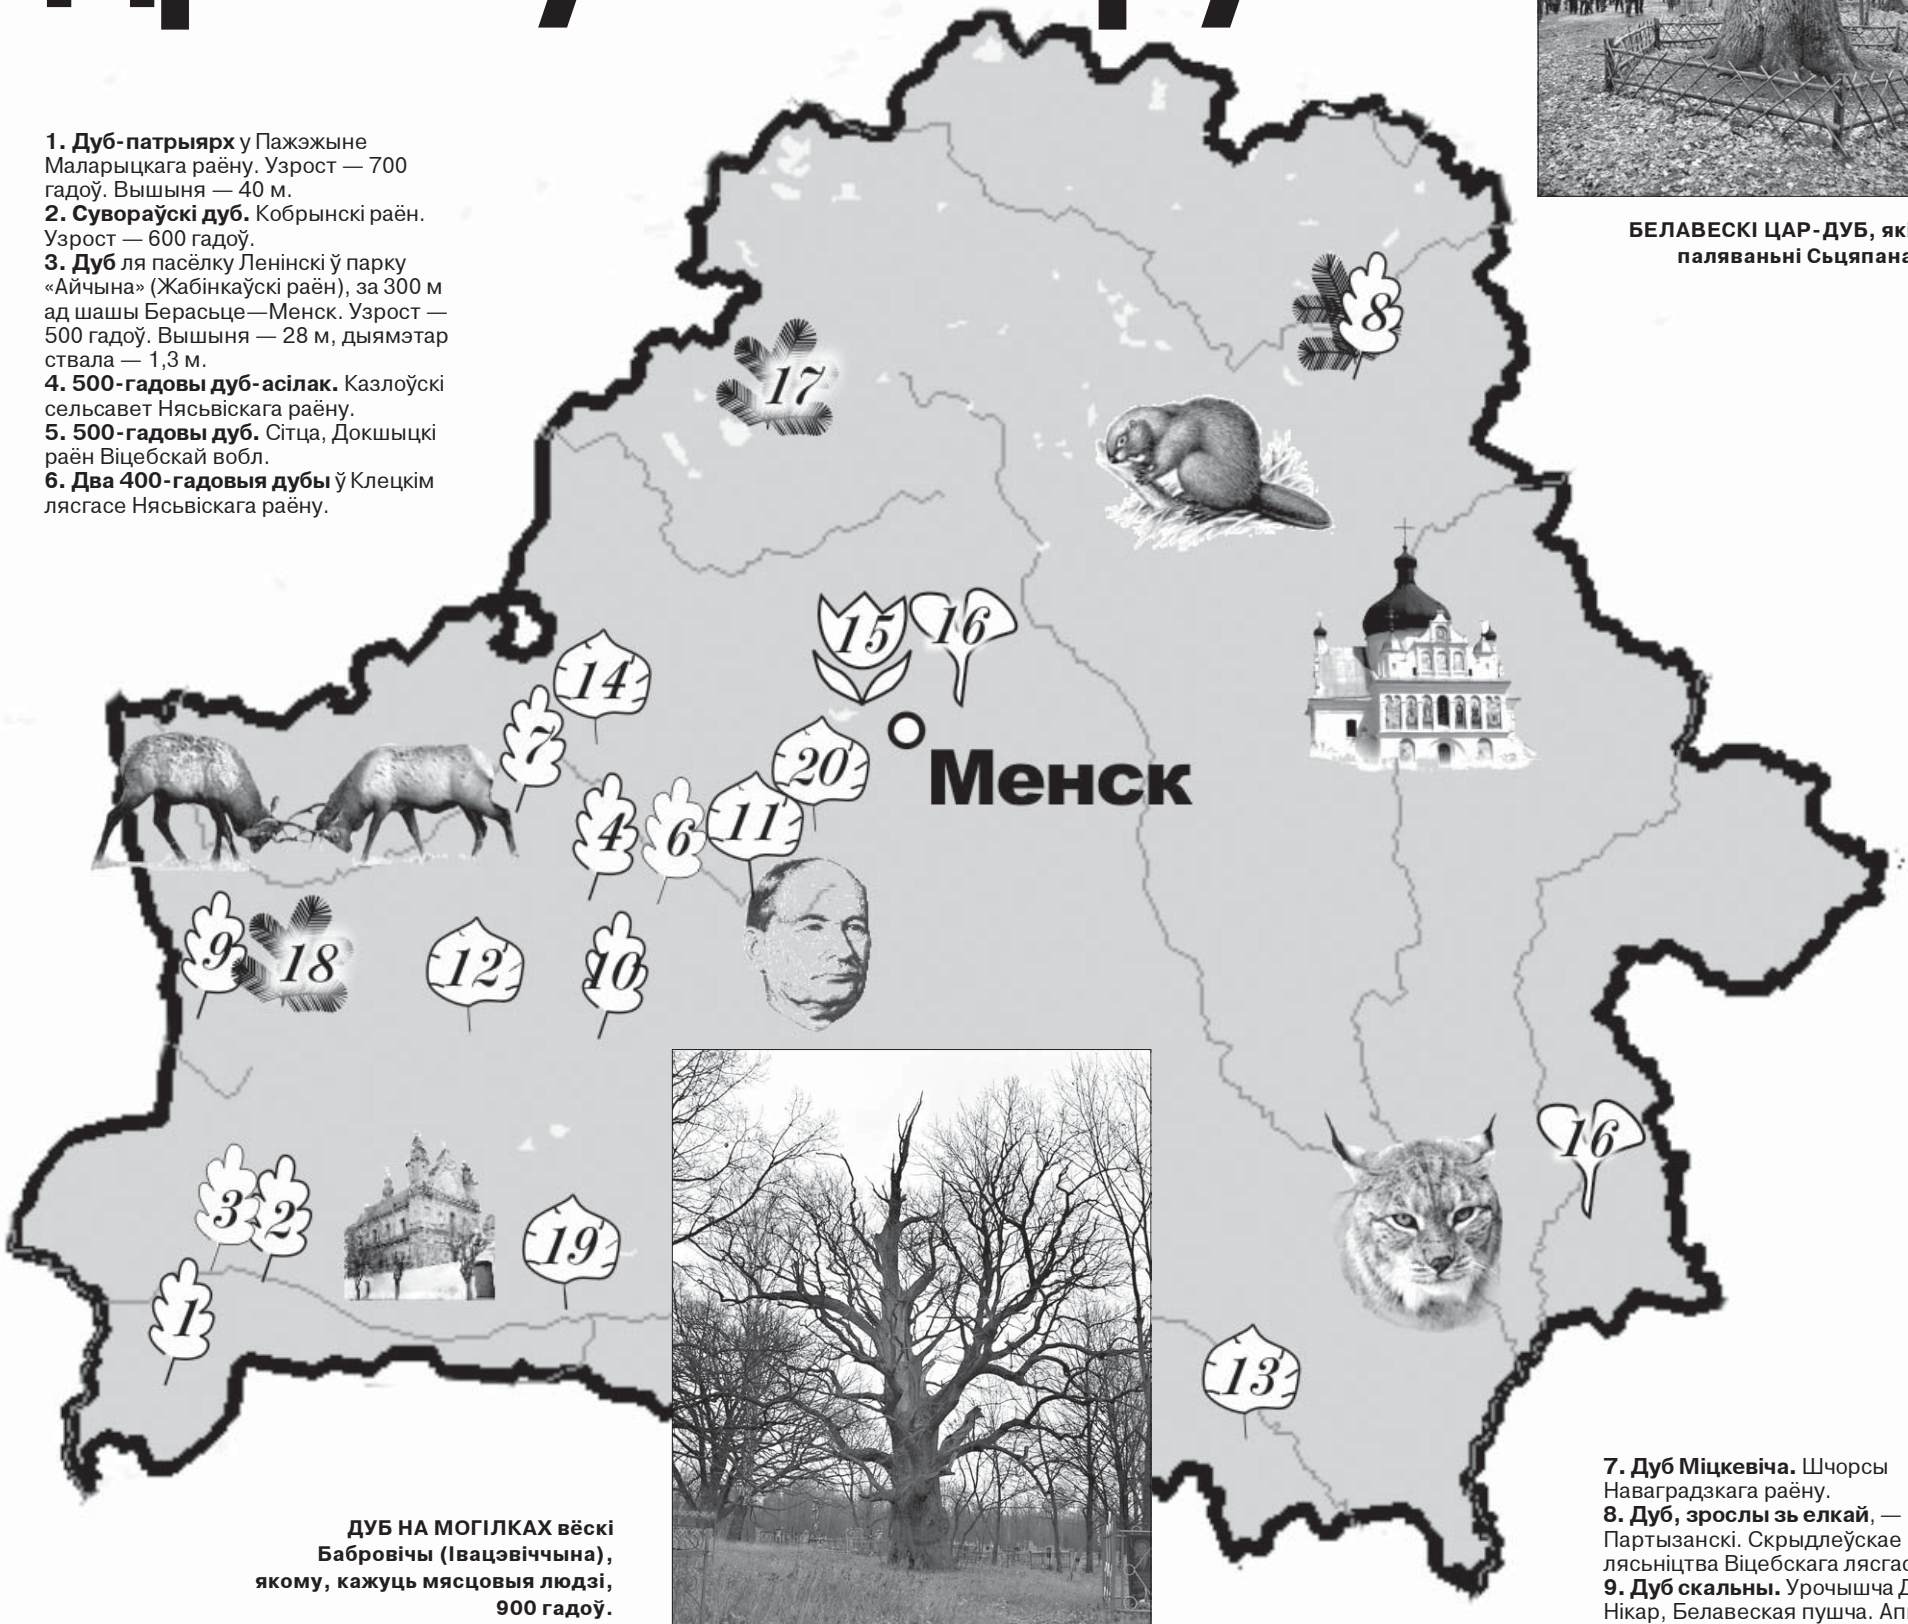 1. Дуб-патрыярх у Пажэжыне
Маларыцкага раёну. Узрост — 700
гадоў. Вышыня — 40 м.
2. Сувораўскі дуб. Кобрынскі раён.
Узрост — 600 гадоў.
3. Дуб ля пасёлку Ленінскі ў парку
«Айчына» (Жабінкаўскі раён), за 300 м
ад шашы Берасьце—Менск. Узрост —
500 гадоў. Вышыня — 28 м, дыямэтар
ствала — 1,3 м.
4. 500-гадовы дуб-асілак. Казлоўскі
сельсавет Нясьвіскага раёну.
5. 500-гадовы дуб. Сітца, Докшыцкі
раён Віцебскай вобл.
6. Два 400-гадовыя дубы ў Клецкім
лясгасе Нясьвіскага раёну.
БЕЛАВЕСКІ ЦАР-ДУБ, які
паляваньні Сьцяпана
8
17
15 16
14
7
20
Менск
4 6 11
9 18 12 10
16
3 2
19
1
13
ДУБ НА МОГІЛКАХ вёскі
Бабровічы (Івацэвіччына),
якому, кажуць мясцовыя людзі,
900 гадоў.
7. Дуб Міцкевіча. Шчорсы
Наваградзкага раёну.
8. Дуб, зрослы зь елкай, —
Партызанскі. Скрыдлеўскае
лясьніцтва Віцебскага
9. Дуб скальны. Урочышча
Нікар, Белавеская пушча.